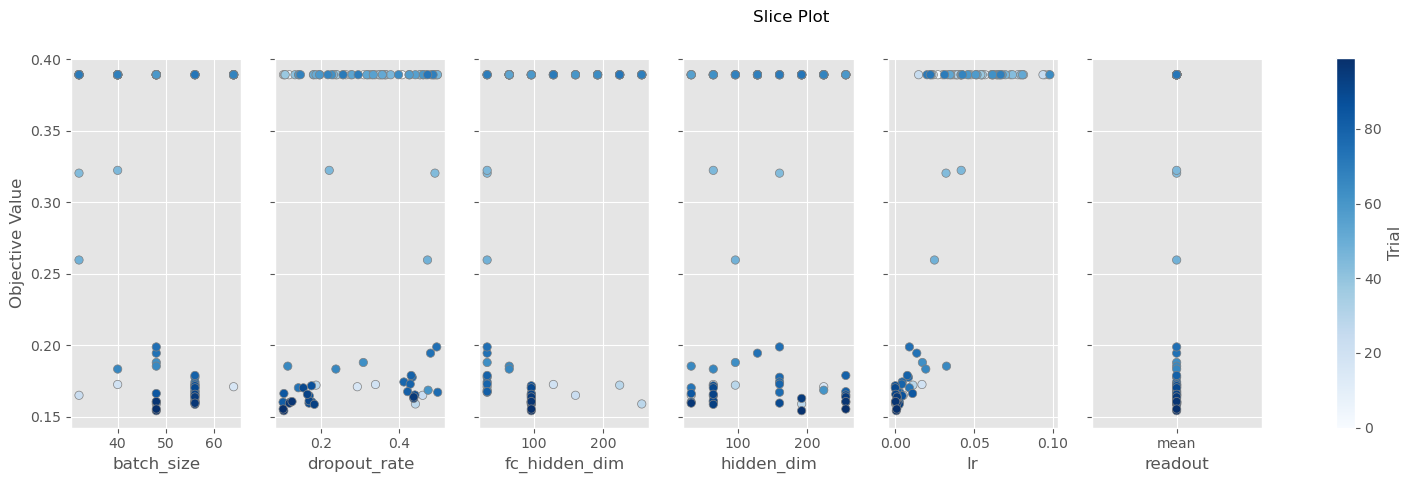 Slice Plot
Objective Value
0.40
0.35
0.30
0.25
0.20
0.15
40 60 50
batch_size
0.2 0.4
dropout_rate
100 200
fc_hidden_dim
100 200
hidden_dim
0.00 0.05 0.10
lr
mean
readout
80
60
40
20
0
Trial